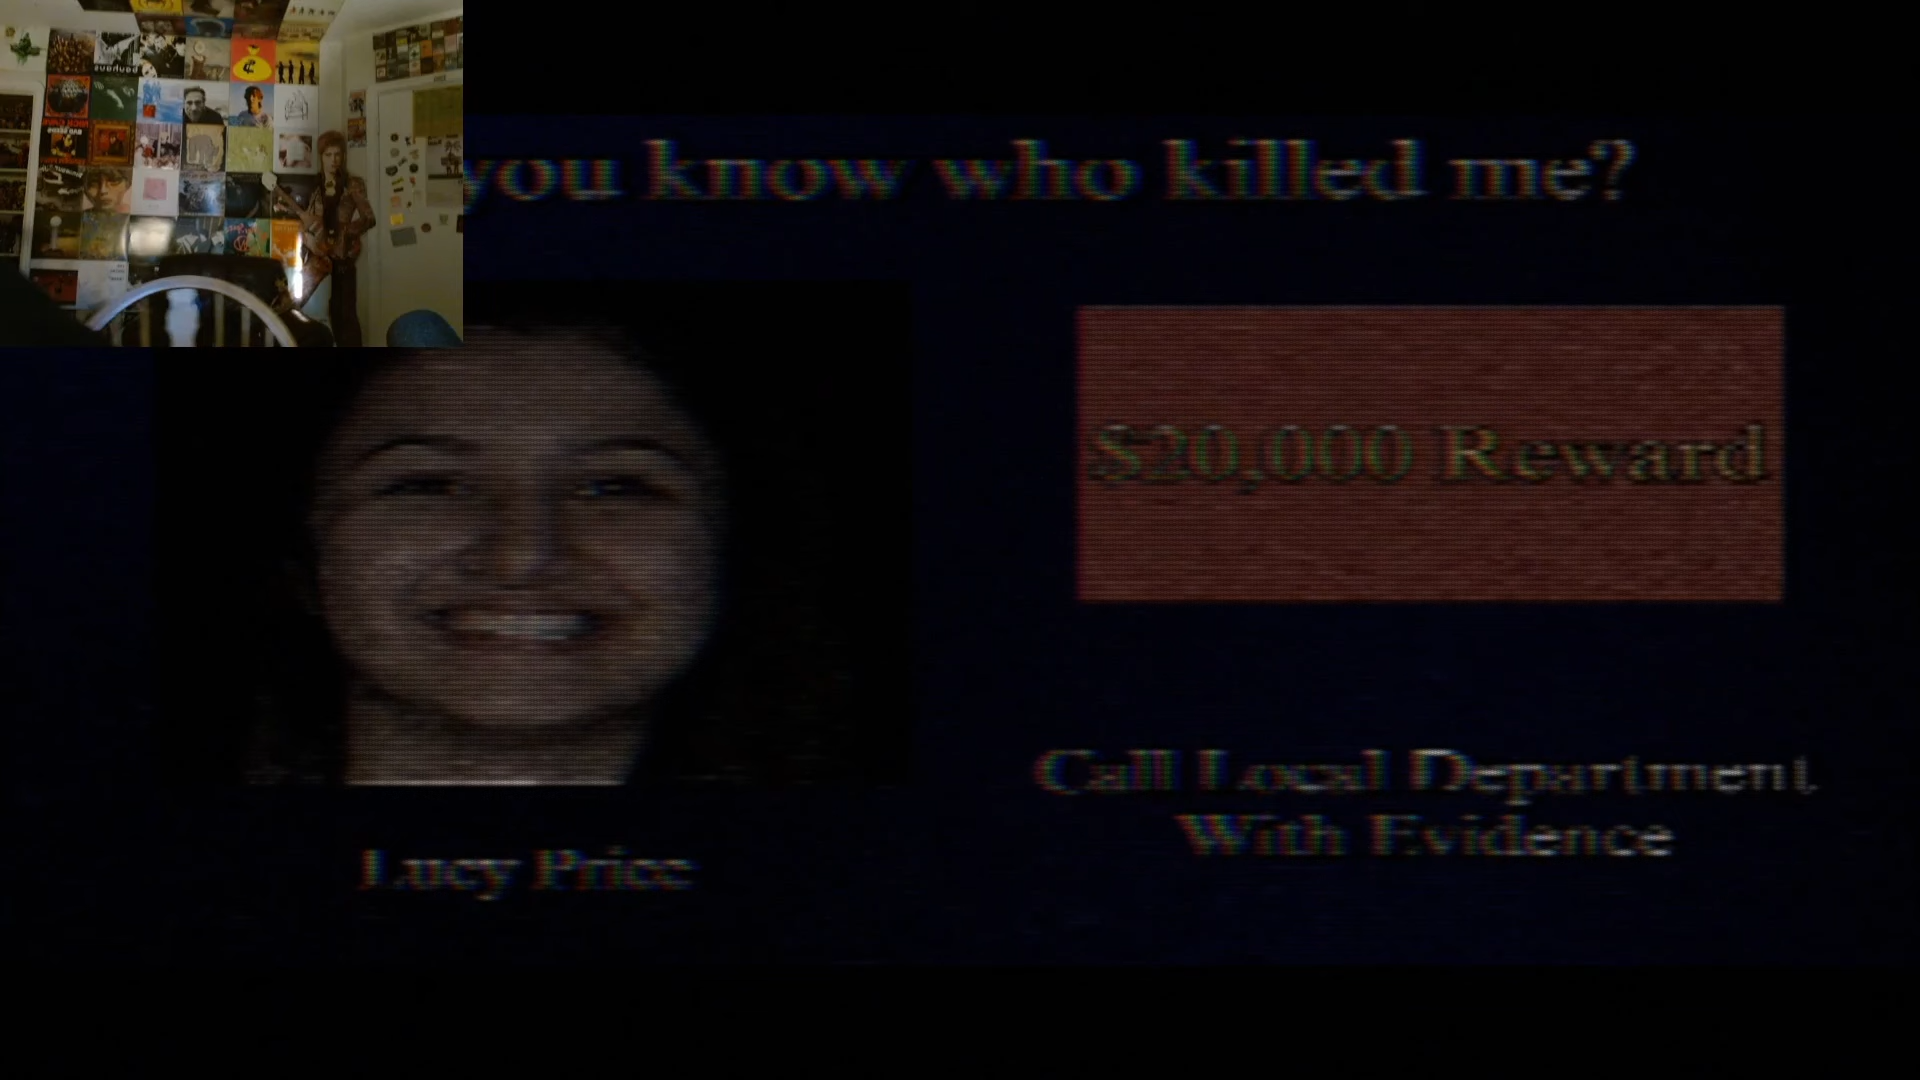 you know who killed me?
$20,000 Reward
Call Local Department
With Evidence
Lucy Price